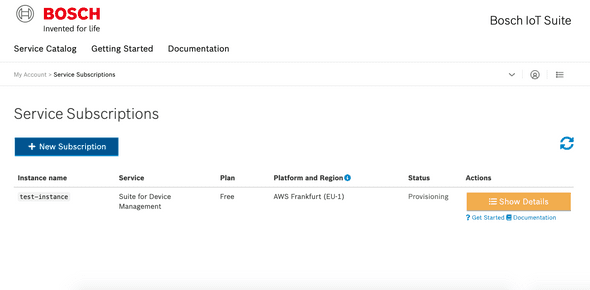 BOSCH
Invented for life
Bosch IoT Suite
Service Catalog Getting Started Documentation
My Account > Service Subscriptions
Service Subscriptions
+ New Subscription
Instance name Service Plan Platform and Region Status Actions
test-instance Suite for Device Free AWS Frankfurt (EU-1) Provisioning Show Details
Management
? Get Started Documentation